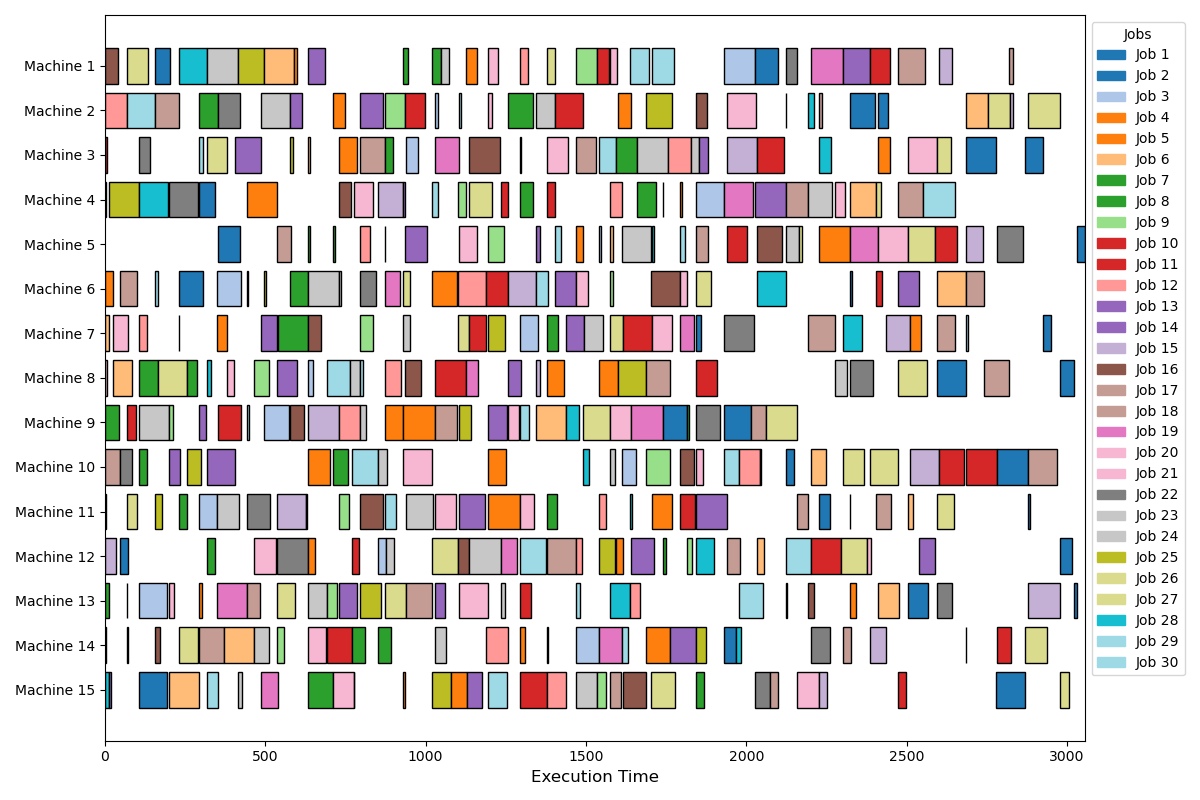 Machine 1
Machine 2
Machine 3
Machine 4
Machine 5
Machine 6
Machine 7
Machine 8
Machine 9
Machine 10
Machine 11
Machine 12
Machine 13
Machine 14
Machine 15
0 500 1000 1500 2000 2500 3000
Execution Time
Jobs
Job 1
Job 2
Job 3
Job 4
Job 5
Job 6
Job 7
Job 8
Job 9
Job 10
Job 11
Job 12
Job 13
Job 14
Job 15
Job 16
Job 17
Job 18
Job 19
Job 20
Job 21
Job 22
Job 23
Job 24
Job 25
Job 26
Job 27
Job 28
Job 29
Job 30